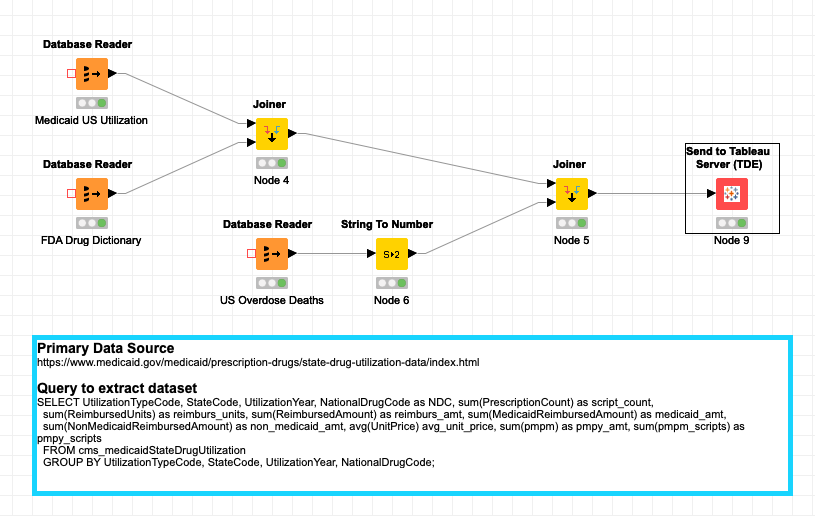 Database Reader
Medicaid US Utilization
Joiner
Node 4
Database Reader
FDA Drug Dictionary
Joiner
Node 5
Send to Tableau
Server (TDE)
Node 9
Database Reader
US Overdose Deaths
String To Number
S▸2
Node 6
Primary Data Source
https://www.medicaid.gov/medicaid/prescription-drugs/state-drug-utilization-data/index.html
Query to extract dataset
SELECT UtilizationTypeCode, StateCode, UtilizationYear, NationalDrugCode as NDC, sum(PrescriptionCount) as script_count,
sum(ReimbursedUnits) as reimburs_units, sum(ReimbursedAmount) as reimburs_amt, sum(MedicaidReimbursedAmount) as medicaid_amt,
sum(NonMedicaidReimbursedAmount) as non_medicaid_amt, avg(UnitPrice) avg_unit_price, sum(pmpm) as pmpy_amt, sum(pmpm_scripts) as
pmpy_scripts
FROM cms_medicaidStateDrugUtilization
GROUP BY UtilizationTypeCode, StateCode, UtilizationYear, NationalDrugCode;